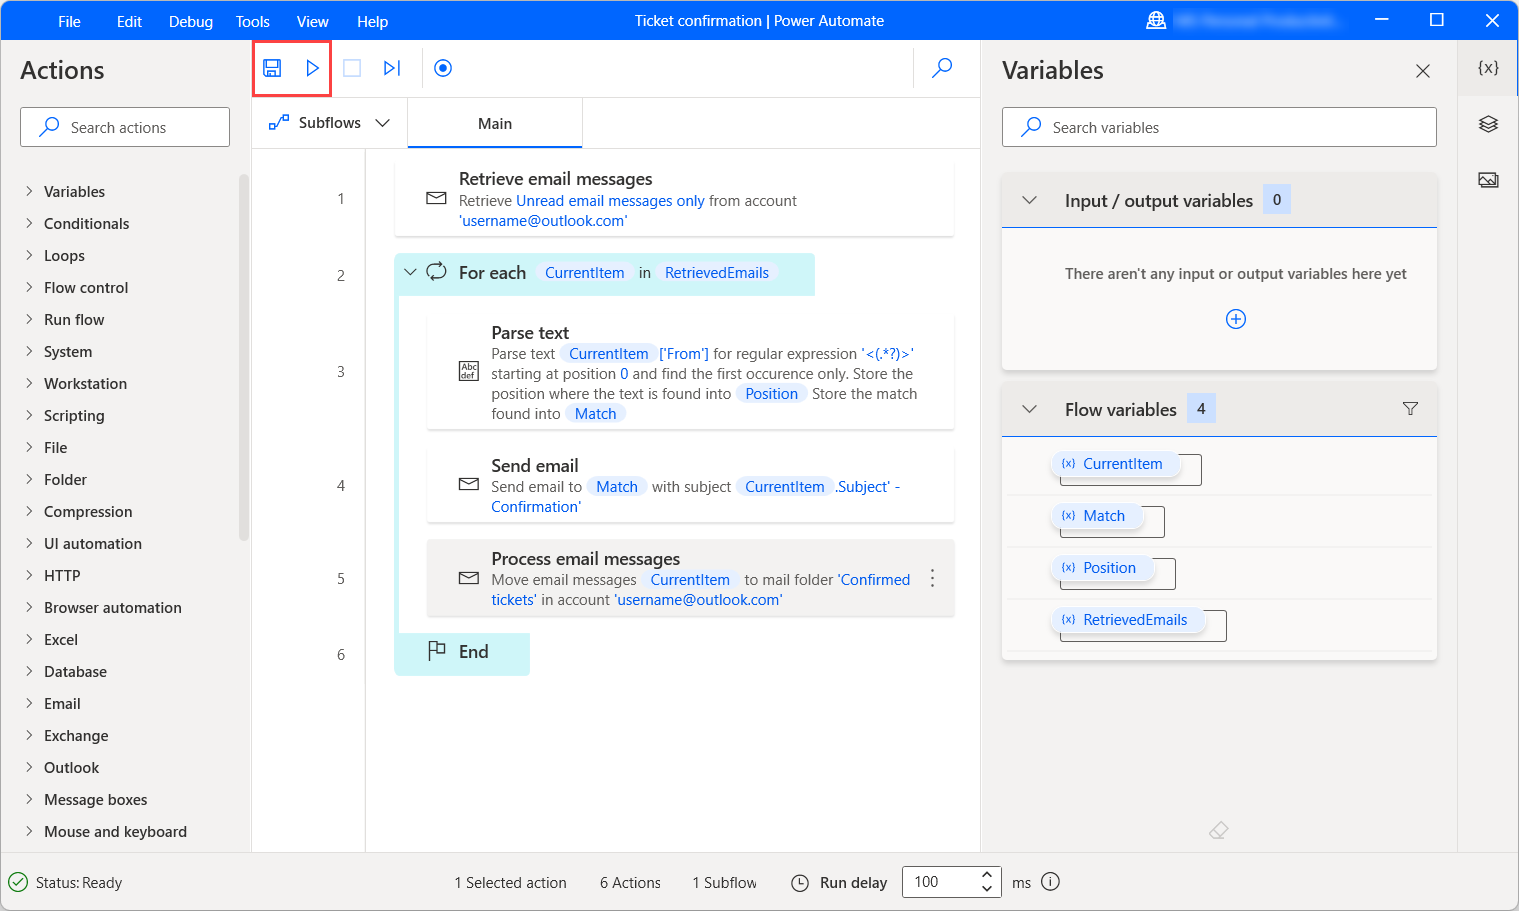 File Edit Debug Tools View Help Ticket confirmation | Power Automate
Actions
Search actions
Variables
Conditionals
Loops
Flow control
Run flow
System
Workstation
Scripting
File
Folder
Compression
UI automation
HTTP
Browser automation
Excel
Database
Email
Exchange
Outlook
Message boxes
Mouse and keyboard
Subflows Main
1
Retrieve email messages
Retrieve Unread email messages only from account
'username@outlook.com'
2
For each CurrentItem in RetrievedEmails
3
Parse text
Abc
def
Parse text CurrentItem ['From'] for regular expression '<(.*?)>'
starting at position 0 and find the first occurence only. Store the
position where the text is found into Position Store the match
found into Match
4
Send email
Send email to Match with subject CurrentItem .Subject' -
Confirmation'
5
Process email messages
Move email messages CurrentItem to mail folder 'Confirmed
tickets' in account 'username@outlook.com'
6
End
Variables
{x}
Search variables
Input / output variables 0
There aren't any input or output variables here yet
Flow variables 4
{x} CurrentItem
{x} Match
{x} Position
{x} RetrievedEmails
Status: Ready 1 Selected action 6 Actions 1 Subflow Run delay 100 ms